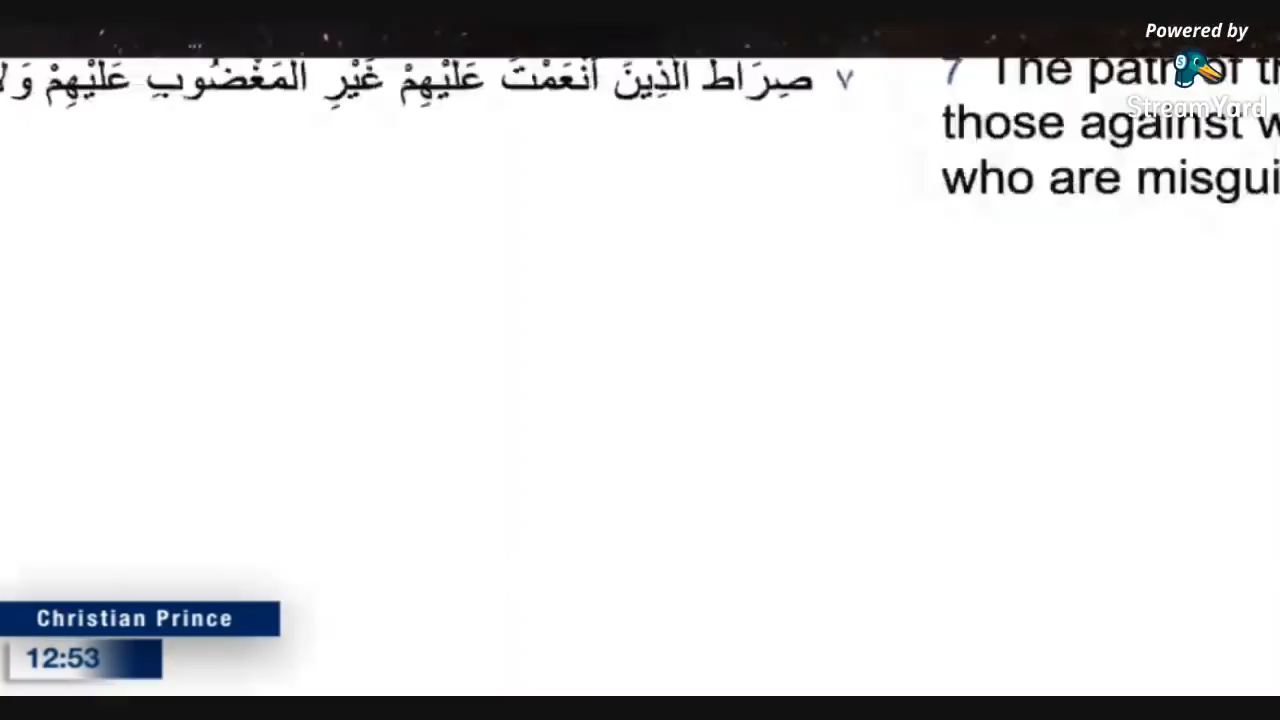 Powered by
StreamYard
صِرَاطَ الَّذِينَ أَنْعَمْتَ عَلَيْهِمْ غَيْرِ الْمَغْضُوبِ عَلَيْهِمْ ٧
7 The path of
those against
who are
Christian Prince
12:53